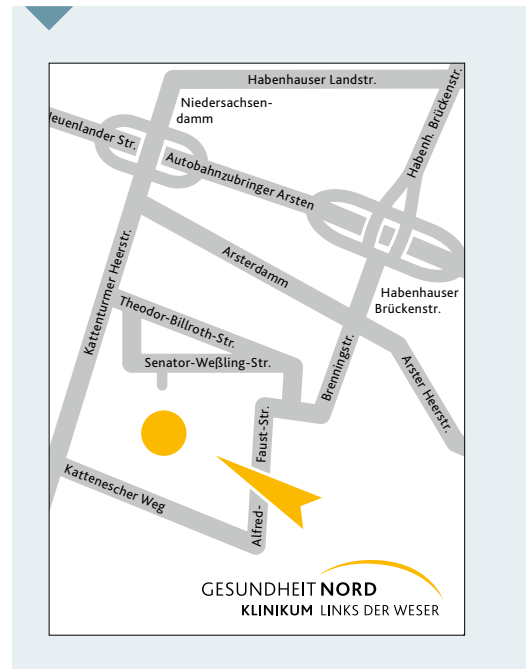 Habenhauser Landstr.
Niedersachsen-
damm
Habenh. Brückenstr.
Neuenlander Str.
Autobahnzubringer Arsten
Arsterdamm
Kattenturmer Heerstr.
Habenhauser
Brückenstr.
Theodor-Billroth-Str.
Senator-Weßling-Str.
Brenningstr.
Arster Heerstr.
Alfred-
Faust-Str.
Kattenescher Weg
GESUNDHEIT NORD
KLINIKUM LINKS DER WESER